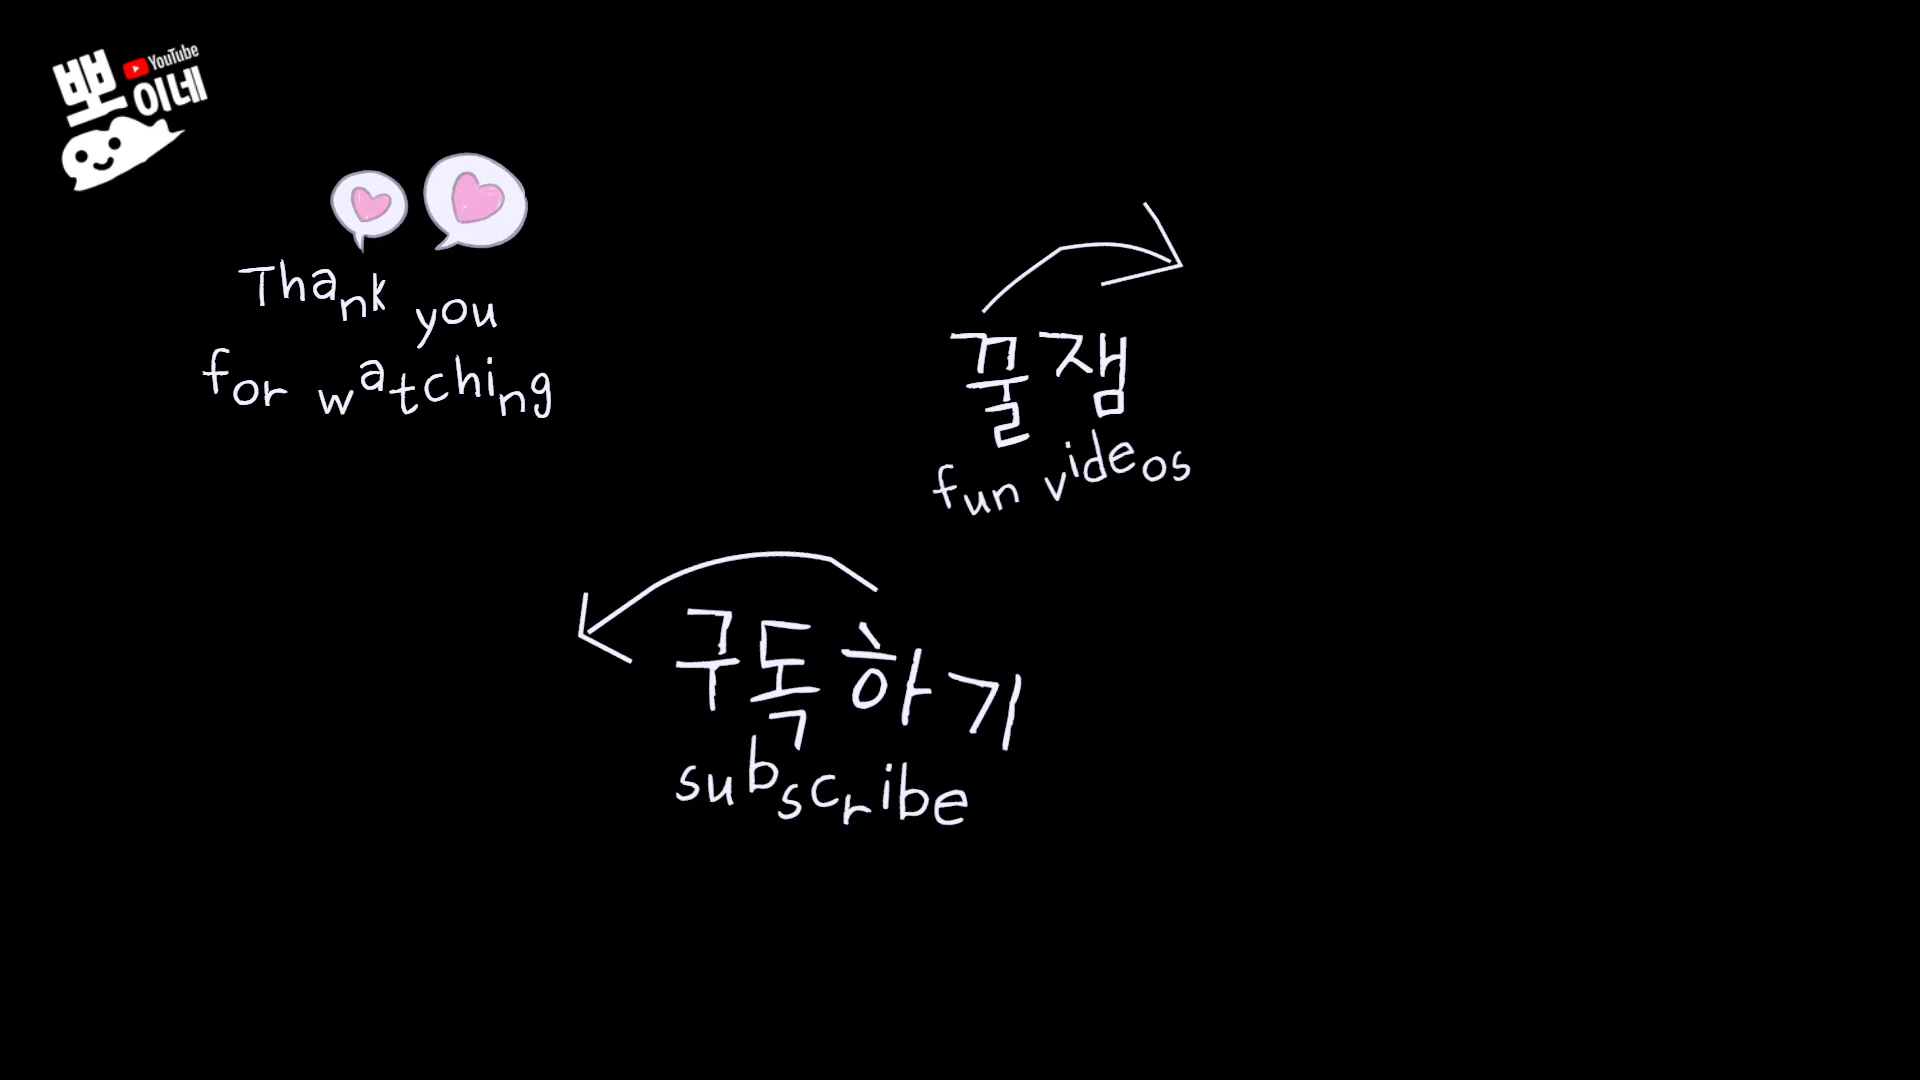 뽀이네
YouTube
Thank you
for watching
꿀잼
fun videos
구독하기
subscribe